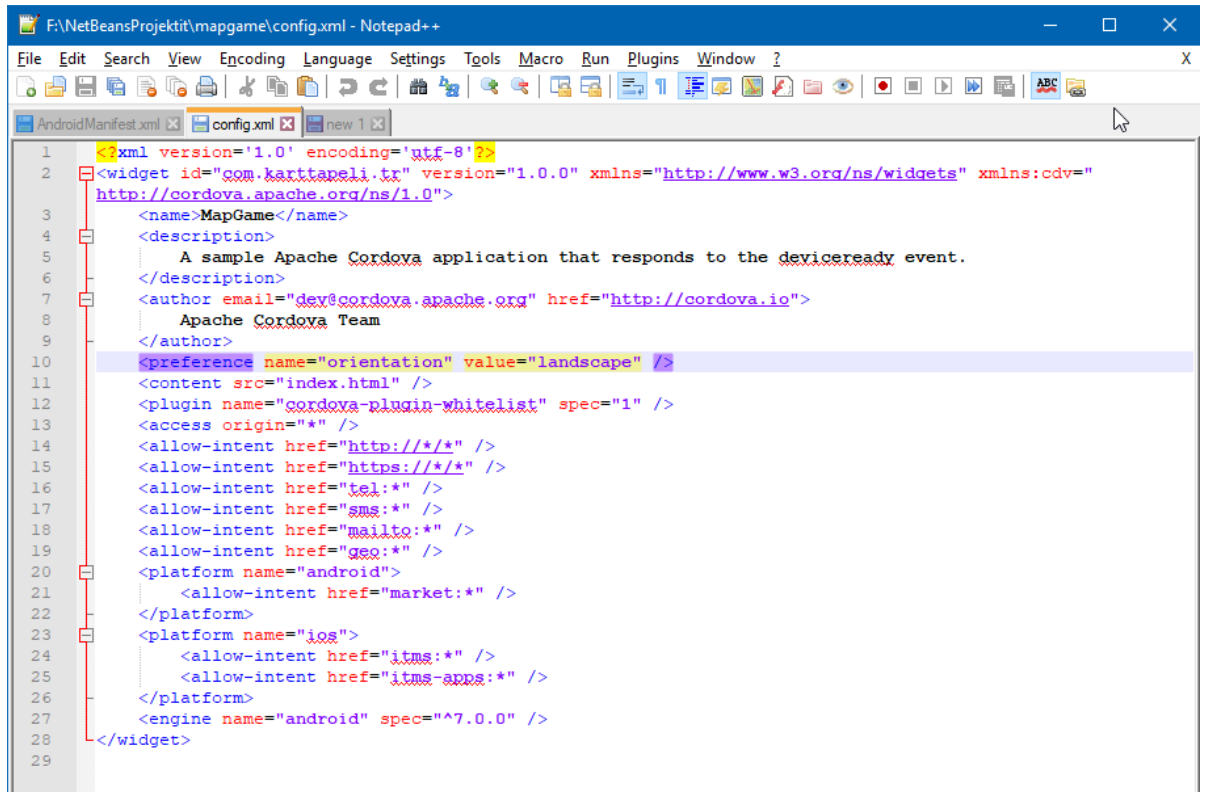 F:\NetBeansProjektit\mapgame\config.xml - Notepad++
File Edit Search View Encoding Language Settings Tools Macro Run Plugins Window ? X
ABC
AndroidManifest.xml config.xml new 1
1 <?xml version='1.0' encoding='utf-8'?>
2 <widget id="com.karttapeli.tr" version="1.0.0" xmlns="http://www.w3.org/ns/widgets" xmlns:cdv="
http://cordova.apache.org/ns/1.0">
3 <name>MapGame</name>
4 <description>
5 A sample Apache Cordova application that responds to the deviceready event.
6 </description>
7 <author email="dev@cordova.apache.org" href="http://cordova.io">
8 Apache Cordova Team
9 </author>
10 <preference name="orientation" value="landscape" />
11 <content src="index.html" />
12 <plugin name="cordova-plugin-whitelist" spec="1" />
13 <access origin="*" />
14 <allow-intent href="http://*/*" />
15 <allow-intent href="https://*/*" />
16 <allow-intent href="tel:*" />
17 <allow-intent href="sms:*" />
18 <allow-intent href="mailto:*" />
19 <allow-intent href="geo:*" />
20 <platform name="android">
21 <allow-intent href="market:*" />
22 </platform>
23 <platform name="ios">
24 <allow-intent href="itms:*" />
25 <allow-intent href="itms-apps:*" />
26 </platform>
27 <engine name="android" spec="^7.0.0" />
28 </widget>
29